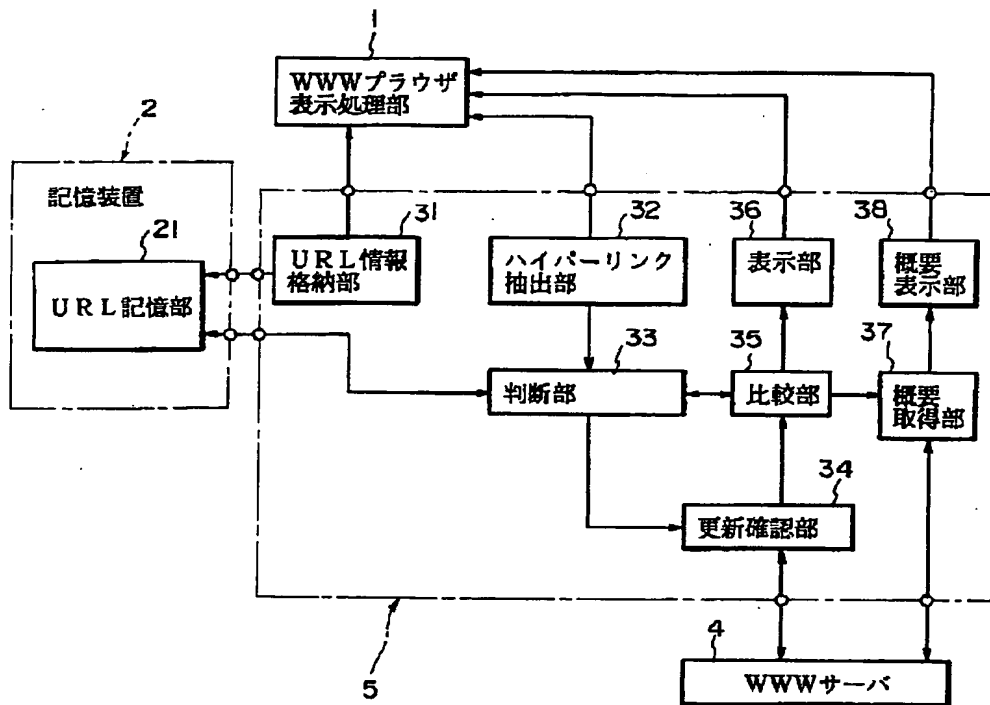 1
WWWブラウザ
表示処理部
2
記憶装置
21
URL記憶部
31
URL情報
格納部
32
ハイパーリンク
抽出部
36
表示部
38
概要
表示部
33
判断部
35
比較部
37
概要
取得部
34
更新確認部
5
4
WWWサーバ